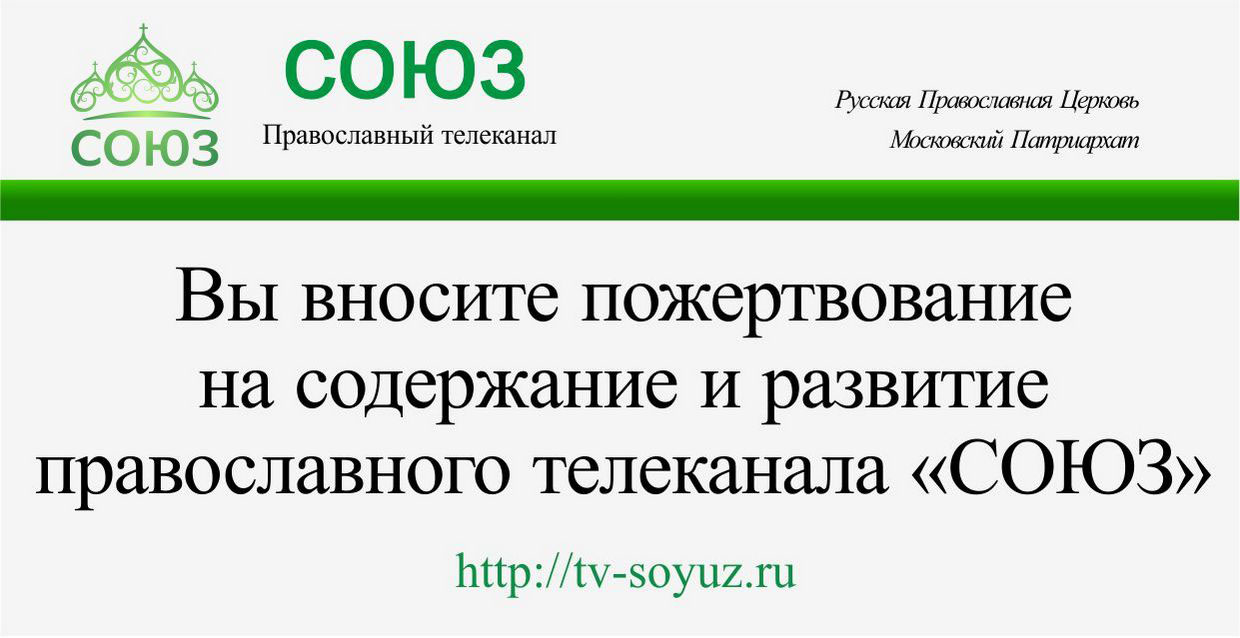 СОЮЗ
СОЮЗ
Православный телеканал
Русская Православная Церковь
Московский Патриархат
Вы вносите пожертвование
на содержание и развитие
православного телеканала «СОЮЗ»
http://tv-soyuz.ru